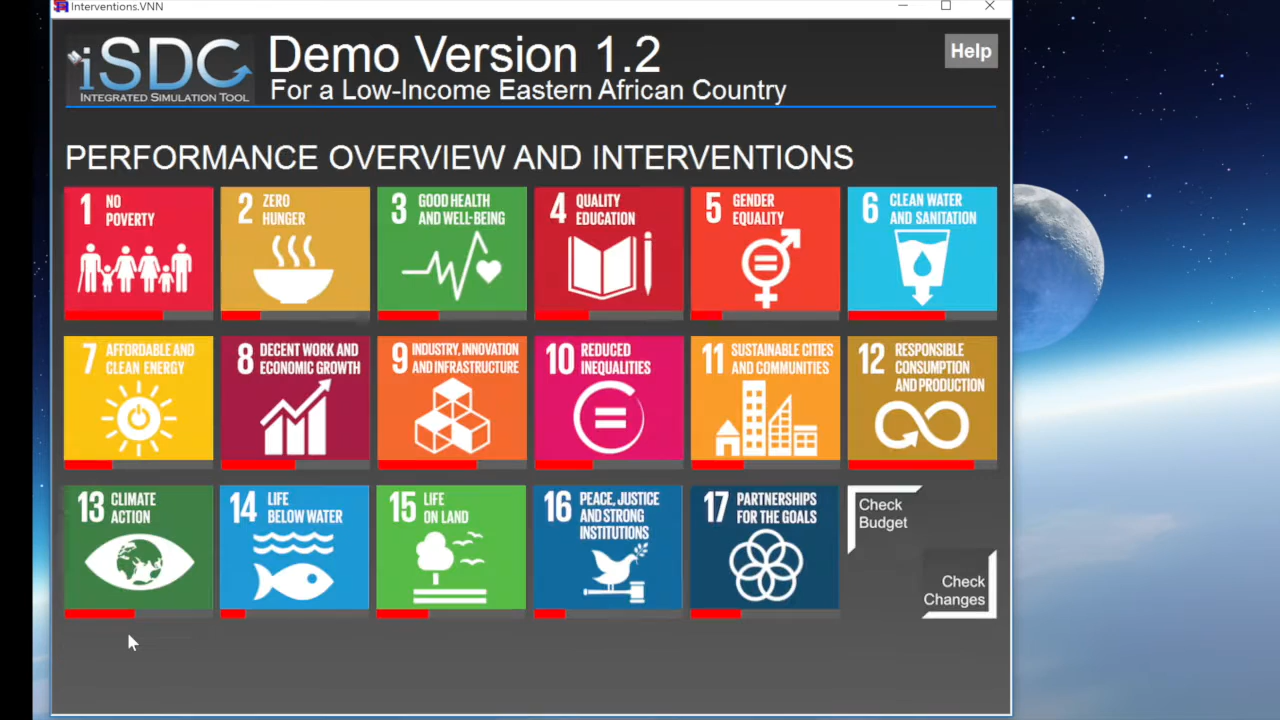 Interventions.VNN
iSDG
INTEGRATED SIMULATION TOOL
Demo Version 1.2
For a Low-Income Eastern African Country
Help
PERFORMANCE OVERVIEW AND INTERVENTIONS
1 NO
POVERTY
2 ZERO
HUNGER
3 GOOD HEALTH
AND WELL-BEING
4 QUALITY
EDUCATION
5 GENDER
EQUALITY
6 CLEAN WATER
AND SANITATION
7 AFFORDABLE AND
CLEAN ENERGY
8 DECENT WORK AND
ECONOMIC GROWTH
9 INDUSTRY, INNOVATION
AND INFRASTRUCTURE
10 REDUCED
INEQUALITIES
11 SUSTAINABLE CITIES
AND COMMUNITIES
12 RESPONSIBLE
CONSUMPTION
AND PRODUCTION
13 CLIMATE
ACTION
14 LIFE
BELOW WATER
15 LIFE
ON LAND
16 PEACE, JUSTICE
AND STRONG
INSTITUTIONS
17 PARTNERSHIPS
FOR THE GOALS
Check
Budget
Check
Changes